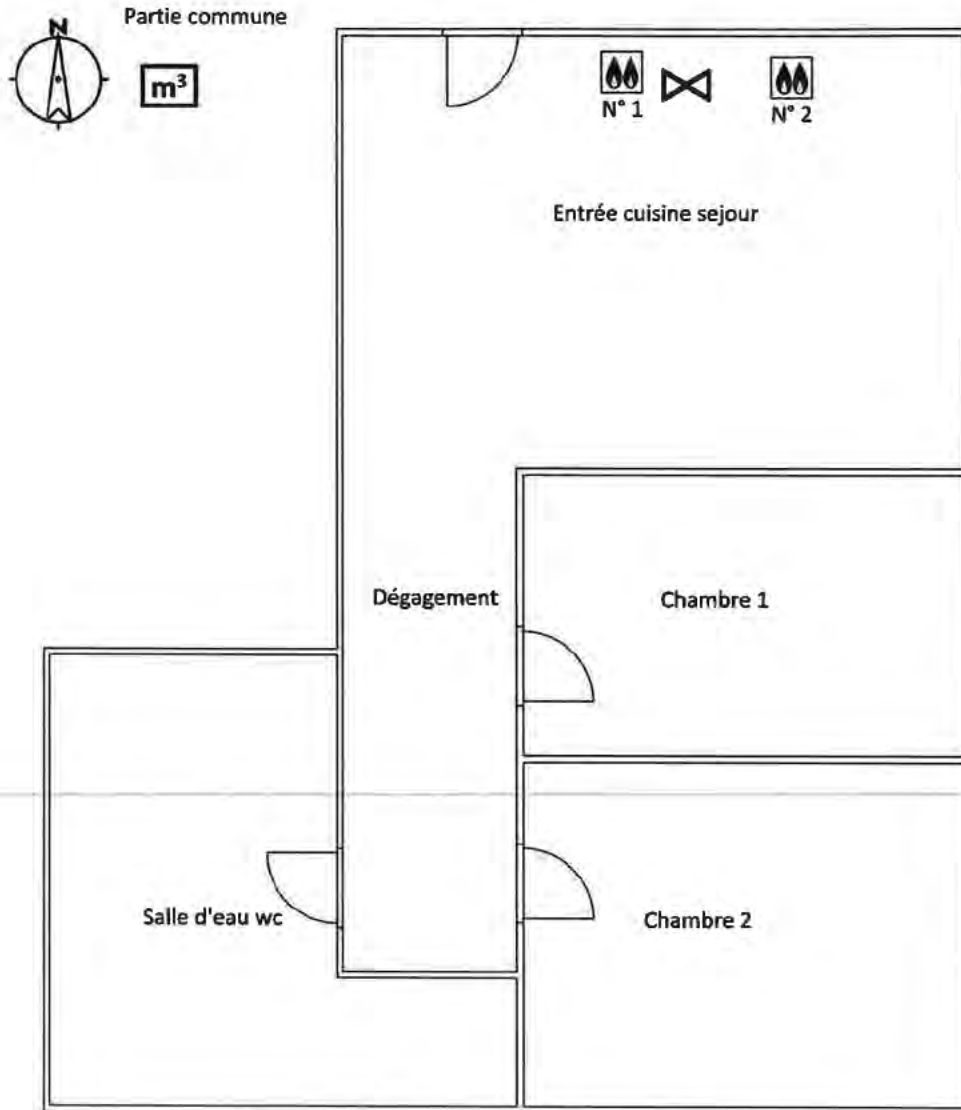 Partie commune
N
m³
N° 1
N° 2
Entrée cuisine sejour
Dégagement
Chambre 1
Salle d'eau wc
Chambre 2